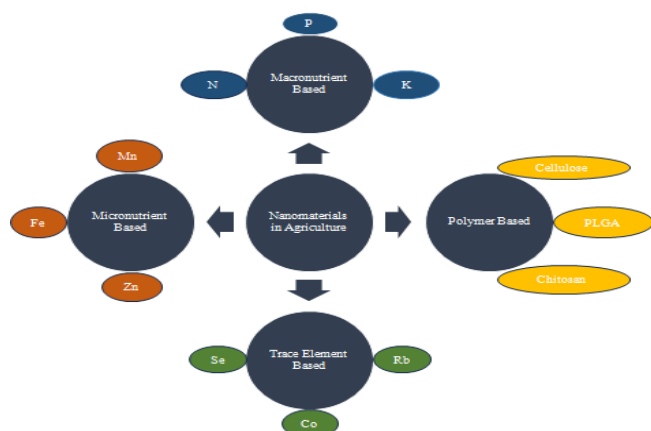 P
N
Macronutrient
Based
K
Mn
Fe
Micronutrient
Based
Zn
Nanomaterials
in Agriculture
Cellulose
Polymer Based
PLGA
Chitosan
Se
Trace Element
Based
Rb
Co